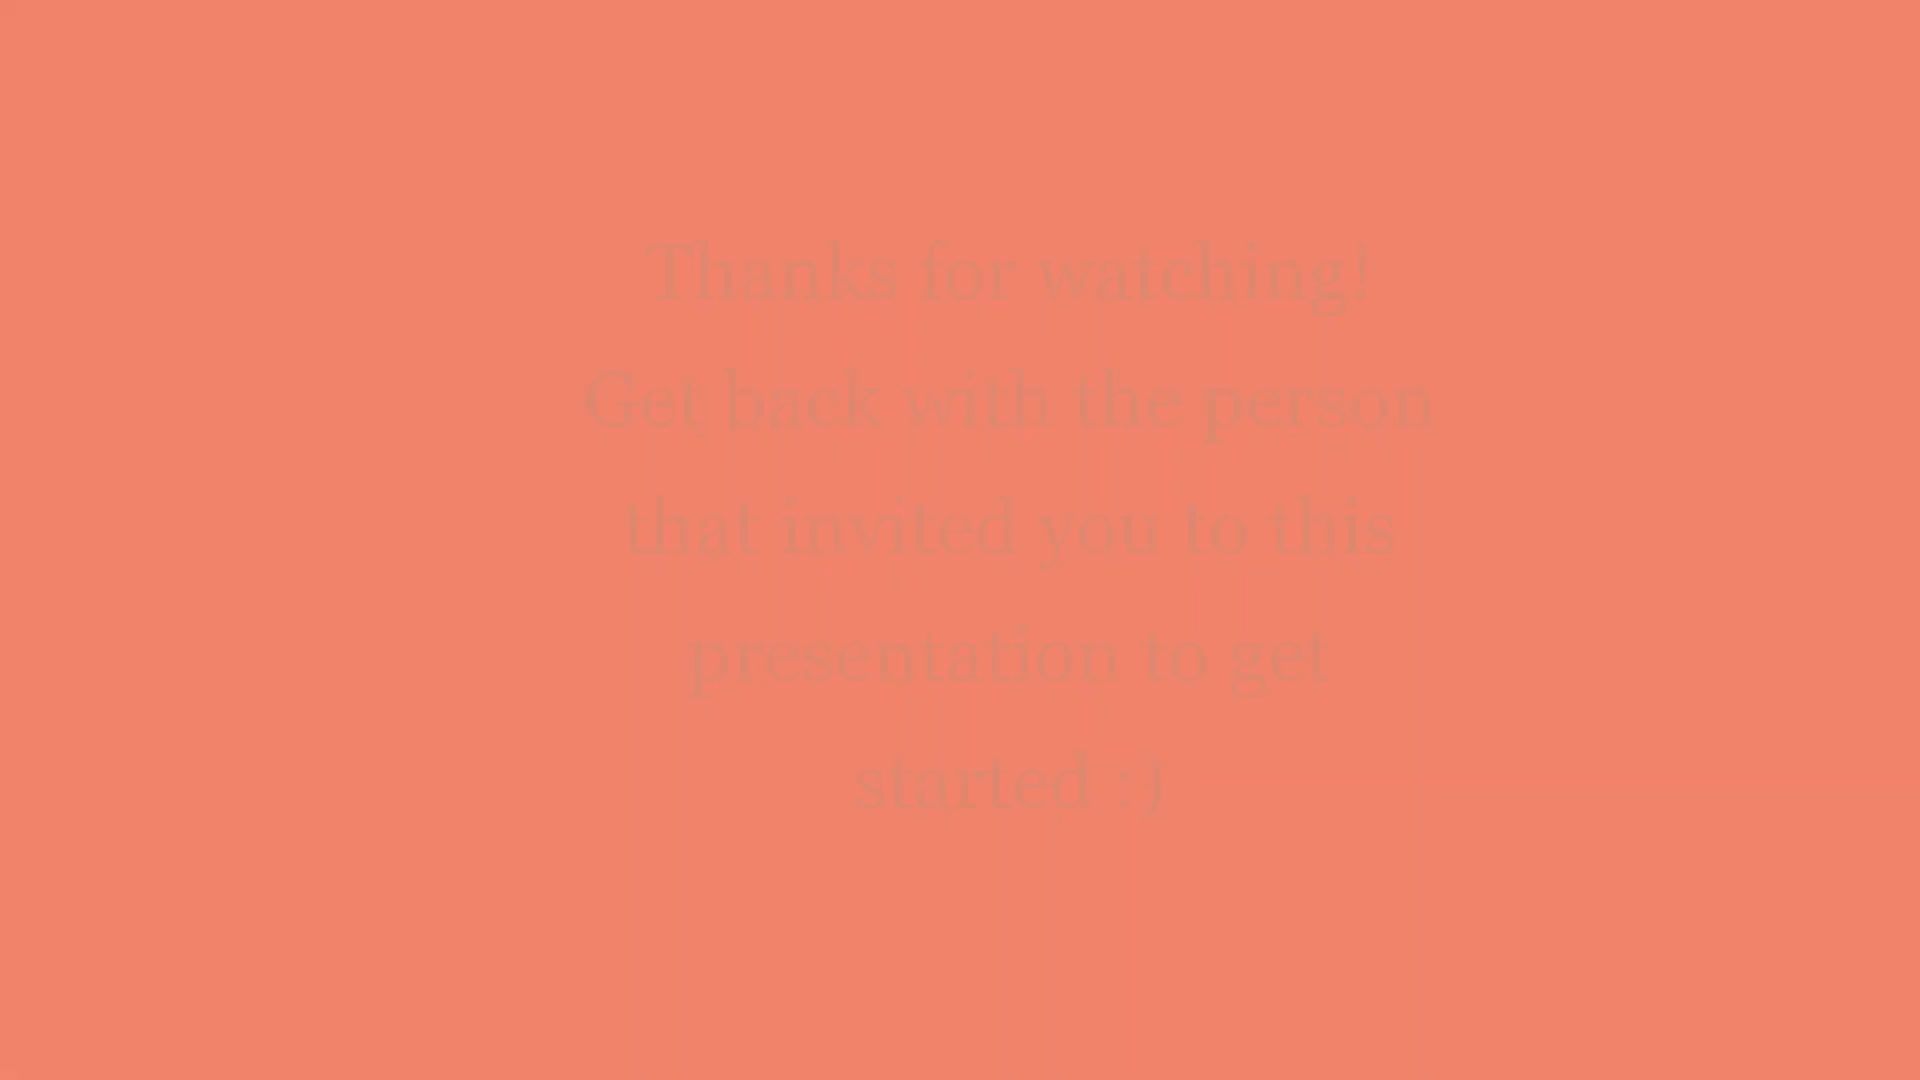 Thanks for watching!
Get back with the person
that invited you to this
presentation to get
started :)